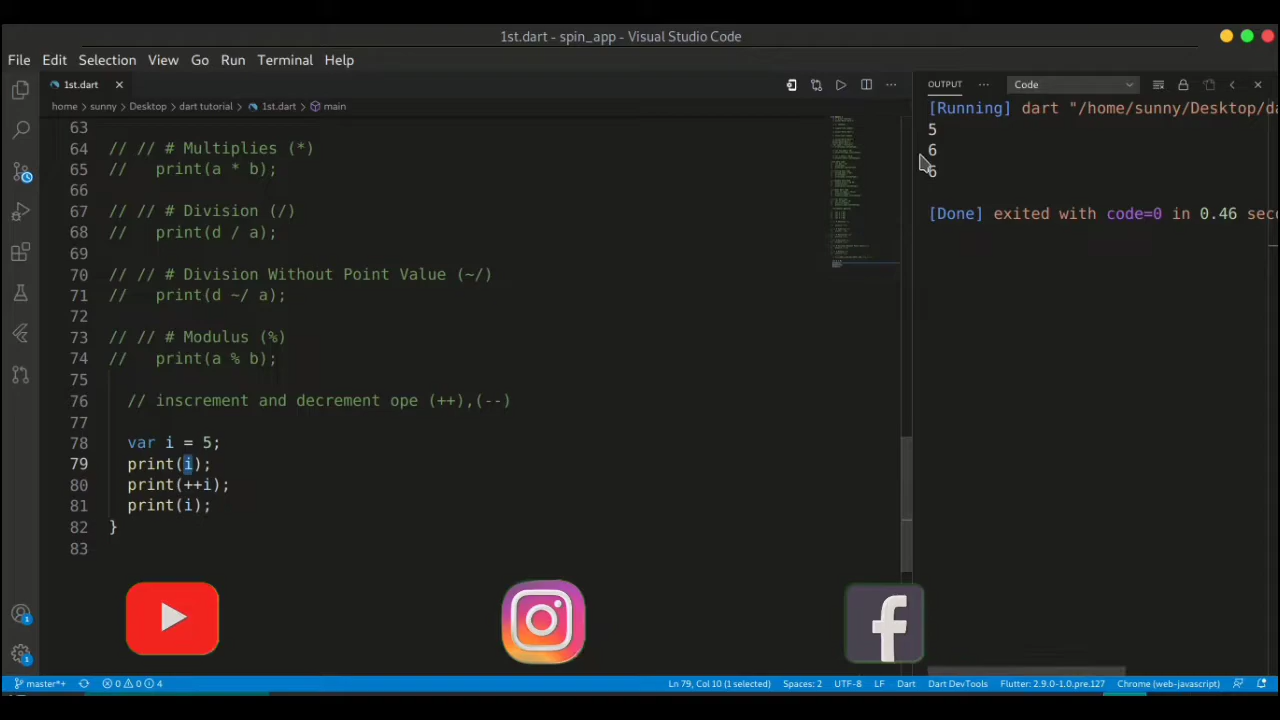 1st.dart - spin_app - Visual Studio Code
File Edit Selection View Go Run Terminal Help
1st.dart
home › sunny › Desktop › dart tutorial › 1st.dart › main
63
64 // // # Multiplies (*)
65 //   print(a * b);
66
67 // // # Division (/)
68 //   print(d / a);
69
70 // // # Division Without Point Value (~/)
71 //   print(d ~/ a);
72
73 // // # Modulus (%)
74 //   print(a % b);
75
76   // inscrement and decrement ope (++),(--)
77
78   var i = 5;
79   print(i);
80   print(++i);
81   print(i);
82 }
83
OUTPUT ··· Code
[Running] dart "/home/sunny/Desktop/da
5
6
6
[Done] exited with code=0 in 0.46 seco
f
1
1
master*+ 0 0 4 Ln 79, Col 10 (1 selected) Spaces: 2 UTF-8 LF Dart Dart DevTools Flutter: 2.9.0-1.0.pre.127 Chrome (web-javascript)